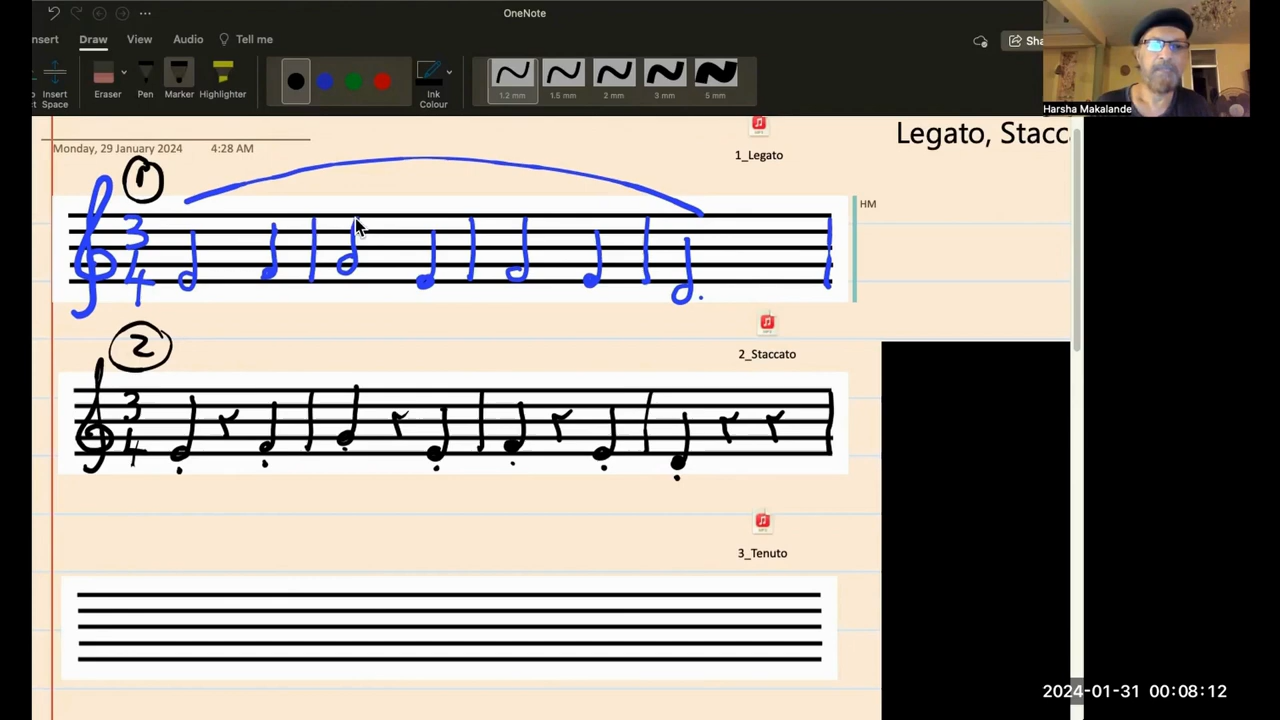 OneNote
nsert Draw View Audio Tell me
Sha
Insert
Space
Eraser Pen Marker Highlighter
Ink
Colour
1.2 mm 1.5 mm 2 mm 3 mm 5 mm
Harsha Makalande
Legato, Stacc
Monday, 29 January 2024 4:28 AM
1_Legato
1
HM
3
4
2_Staccato
2
3
4
3_Tenuto
2024-01-31 00:08:12